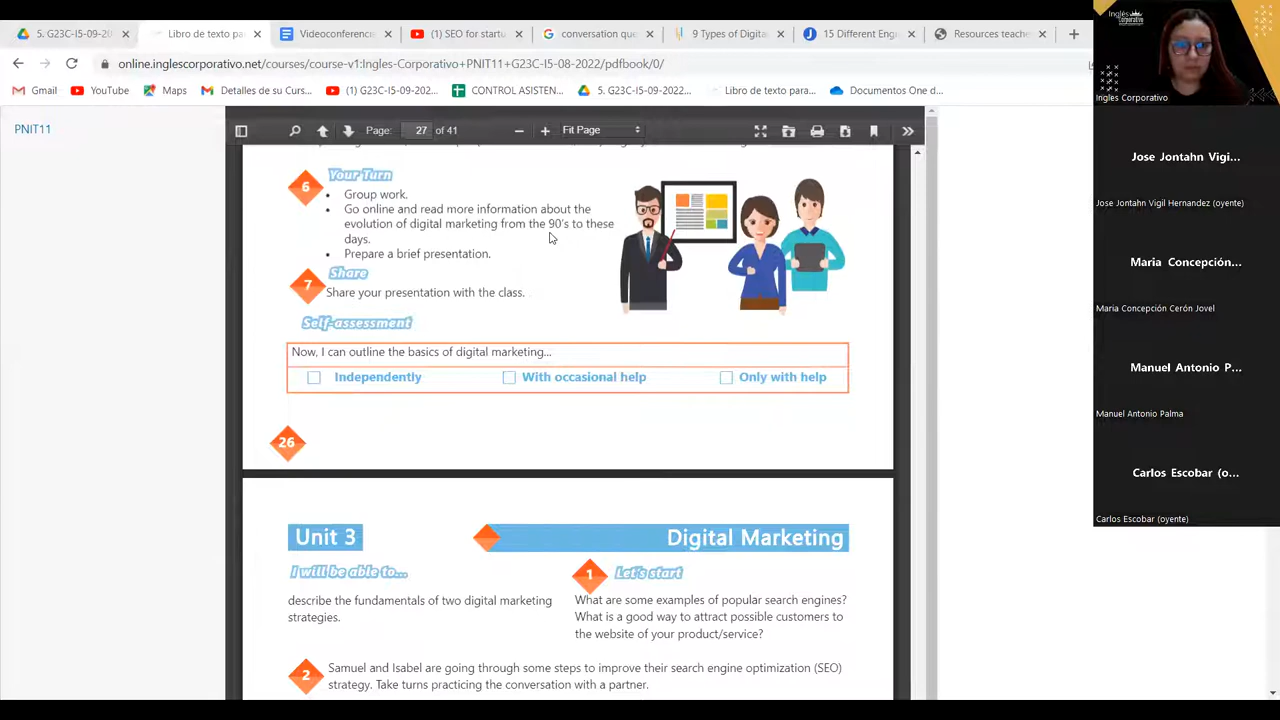 5. G23C-I5-09-20
Libro de texto pa
Videoconferenc
(1) SEO for startu
conversation que
9 Types of Digita
15 Different Eng
Resources teache
online.inglescorporativo.net/courses/course-v1:Ingles-Corporativo+PNIT11+G23C-I5-08-2022/pdfbook/0/
Gmail
YouTube
Maps
Detalles de su Curs...
(1) G23C-I5-09-202...
CONTROL ASISTEN...
5. G23C-I5-09-2022...
Libro de texto para...
Documentos One d...
PNIT11
Page: 27 of 41
Fit Page
6 Your Turn
• Group work.
• Go online and read more information about the
evolution of digital marketing from the 90's to these
days.
• Prepare a brief presentation.
7 Share
Share your presentation with the class.
Self-assessment
Now, I can outline the basics of digital marketing...
Independently
With occasional help
Only with help
26
Unit 3
Digital Marketing
I will be able to...
describe the fundamentals of two digital marketing
strategies.
1 Let's start
What are some examples of popular search engines?
What is a good way to attract possible customers to
the website of your product/service?
2 Samuel and Isabel are going through some steps to improve their search engine optimization (SEO)
strategy. Take turns practicing the conversation with a partner.
Inglés
Corporativo
Ingles Corporativo
Jose Jontahn Vigi...
Jose Jontahn Vigil Hernandez (oyente)
Maria Concepción...
Maria Concepción Cerón Jovel
Manuel Antonio P...
Manuel Antonio Palma
Carlos Escobar (o...
Carlos Escobar (oyente)